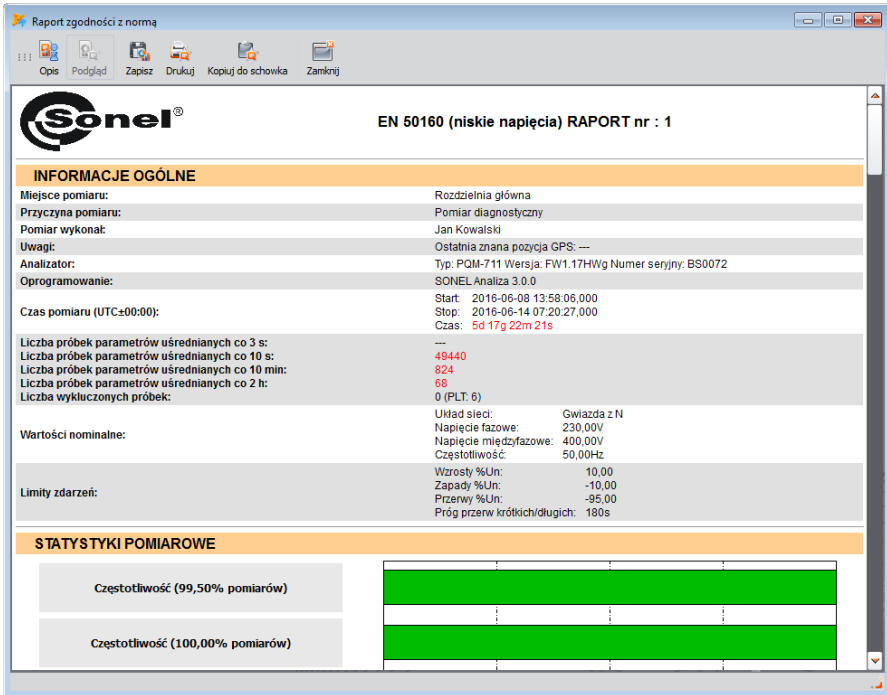 Raport zgodności z normą
Opis Podgląd Zapisz Drukuj Kopiuj do schowka Zamknij
Sonel®
EN 50160 (niskie napięcia) RAPORT nr : 1
INFORMACJE OGÓLNE
Miejsce pomiaru: Rozdzielnia główna
Przyczyna pomiaru: Pomiar diagnostyczny
Pomiar wykonał: Jan Kowalski
Uwagi: Ostatnia znana pozycja GPS: ---
Analizator: Typ: PQM-711 Wersja: FW1.17HWg Numer seryjny: BS0072
Oprogramowanie: SONEL Analiza 3.0.0
Czas pomiaru (UTC±00:00):
Start: 2016-06-08 13:58:06,000
Stop: 2016-06-14 07:20:27,000
Czas: 5d 17g 22m 21s
Liczba próbek parametrów uśrednianych co 3 s: ---
Liczba próbek parametrów uśrednianych co 10 s: 49440
Liczba próbek parametrów uśrednianych co 10 min: 824
Liczba próbek parametrów uśrednianych co 2 h: 68
Liczba wykluczonych próbek: 0 (PLT: 6)
Wartości nominalne:
Układ sieci: Gwiazda z N
Napięcie fazowe: 230,00V
Napięcie międzyfazowe: 400,00V
Częstotliwość: 50,00Hz
Limity zdarzeń:
Wzrosty %Un: 10,00
Zapady %Un: -10,00
Przerwy %Un: -95,00
Próg przerw krótkich/długich: 180s
STATYSTYKI POMIAROWE
Częstotliwość (99,50% pomiarów)
Częstotliwość (100,00% pomiarów)